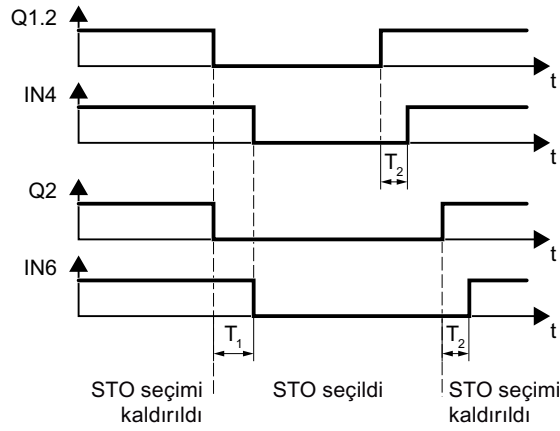 Q1.2
t
IN4
t
T2
Q2
t
IN6
t
T1
T2
STO seçimi kaldırıldı
STO seçildi
STO seçimi kaldırıldı